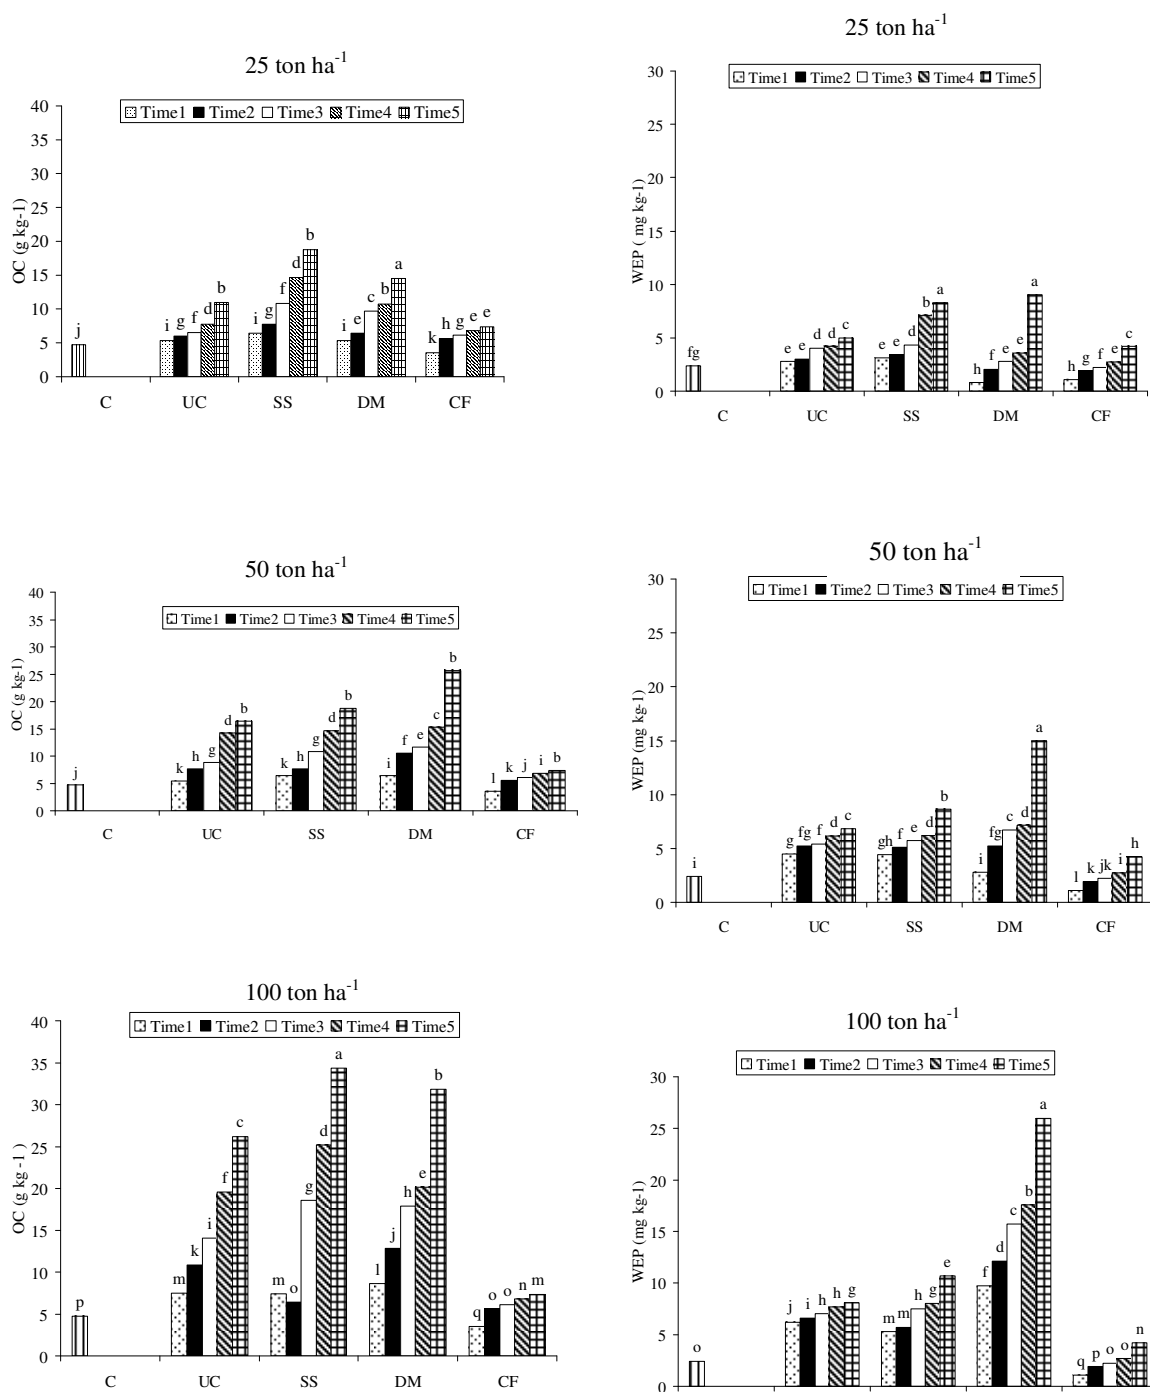 25 ton ha-1
Time1 Time2 Time3 Time4 Time5
OC (g kg-1)
40
35
30
25
20
15
10
5
0
j i g f d b i g f d b i e c b a k h g e e
C UC SS DM CF
25 ton ha-1
Time1 Time2 Time3 Time4 Time5
WEP ( mg kg-1)
30
25
20
15
10
5
0
fg e e d d c e e e b a h f e e a h g f e c
C UC SS DM CF
50 ton ha-1
Time1 Time2 Time3 Time4 Time5
OC (g kg-1)
40
35
30
25
20
15
10
5
0
j k h g d b k h g d b i f e c b l k j i b
C UC SS DM CF
50 ton ha-1
Time1 Time2 Time3 Time4 Time5
WEP (mg kg-1)
30
25
20
15
10
5
0
i g fg f d c gh f e d b i fg c d a l k jk i h
C UC SS DM CF
100 ton ha-1
Time1 Time2 Time3 Time4 Time5
OC (g kg -1 )
40
35
30
25
20
15
10
5
0
p m k i f c m o g d a l j h e b q o o n m
C UC SS DM CF
100 ton ha-1
Time1 Time2 Time3 Time4 Time5
WEP (mg kg-1)
30
25
20
15
10
5
0
o j i h h g m m h g e f d c b a q p o o n